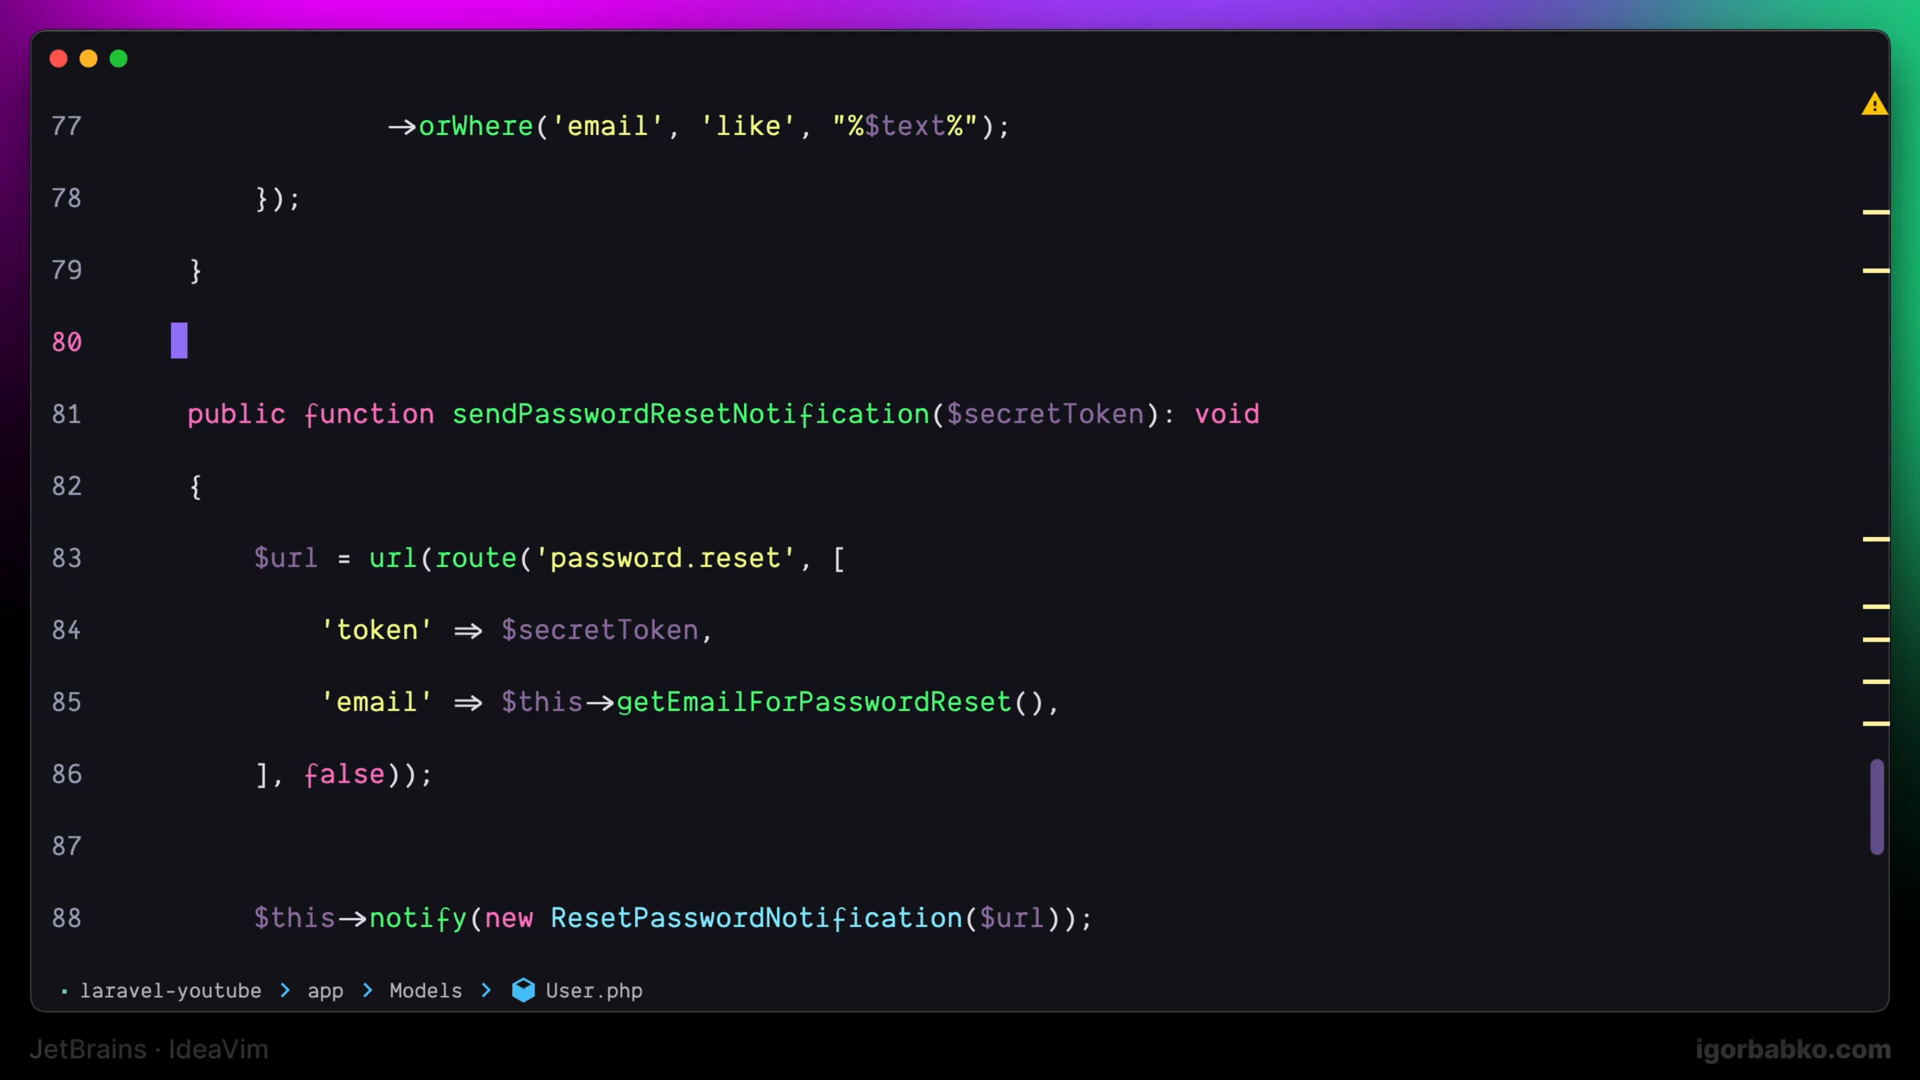 77 ->orWhere('email', 'like', "%$text%");
78 });
79 }
80
81 public function sendPasswordResetNotification($secretToken): void
82 {
83 $url = url(route('password.reset', [
84 'token' => $secretToken,
85 'email' => $this->getEmailForPasswordReset(),
86 ], false));
87
88 $this->notify(new ResetPasswordNotification($url));
laravel-youtube > app > Models > User.php
JetBrains · IdeaVim
igorbabko.com